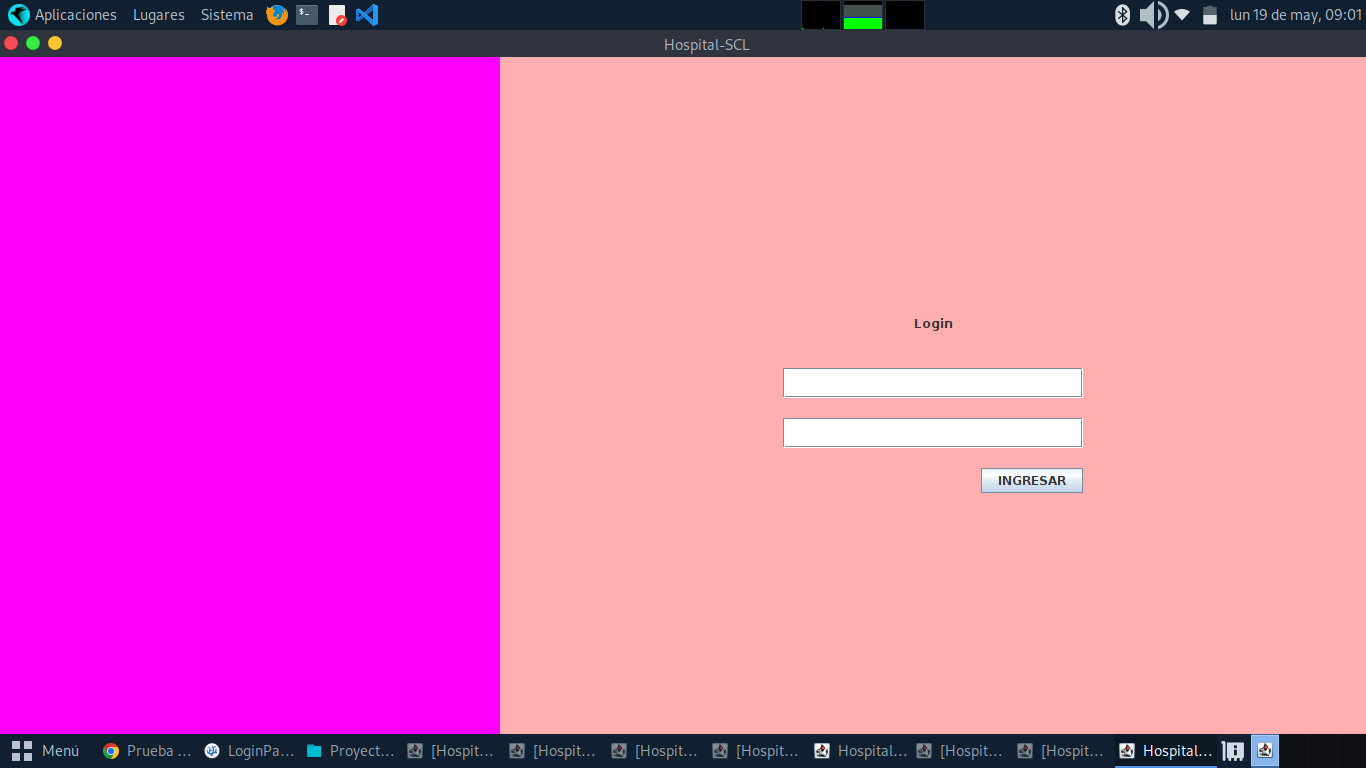 Aplicaciones Lugares Sistema lun 19 de may, 09:01
Hospital-SCL
Login
INGRESAR
Menú Prueba ... LoginPa... Proyect... [Hospit... [Hospit... [Hospit... [Hospit... Hospital... [Hospit... [Hospit... Hospital...